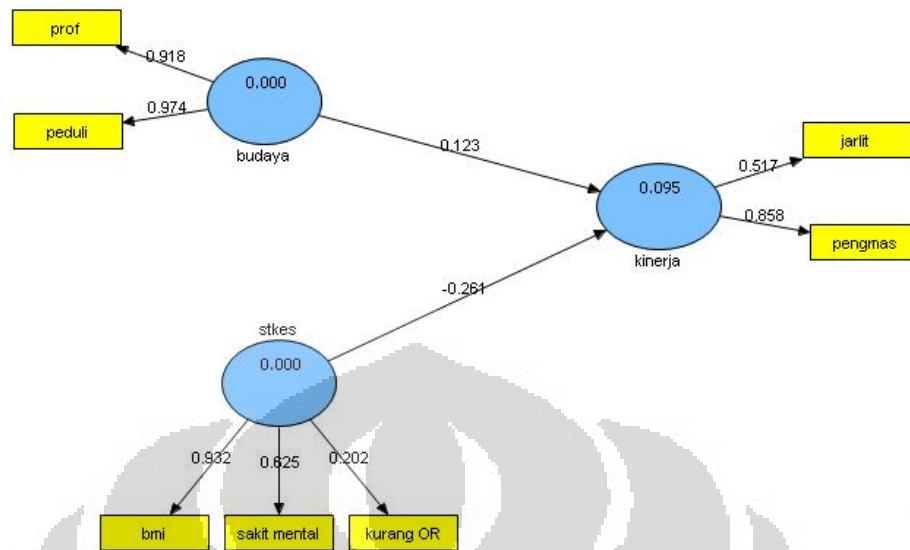 prof
0.918
0.000
peduli
0.974
budaya
0.123
jarlit
0.517
0.095
0.858
pengmas
kinerja
-0.261
stkes
0.000
0.932
0.625
0.202
bmi
sakit mental
kurang OR